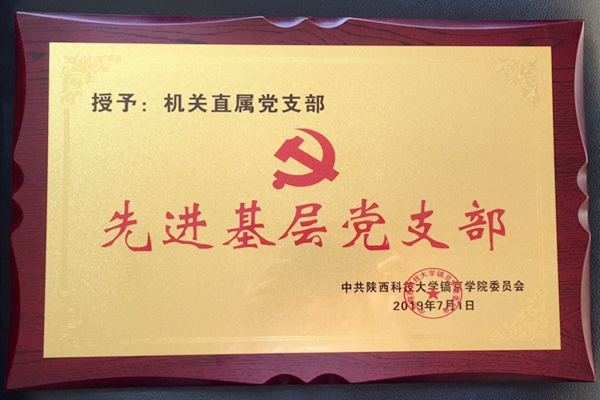 授予：机关直属党支部
先进基层党支部
中共陕西科技大学镐京学院委员会
2019年7月1日